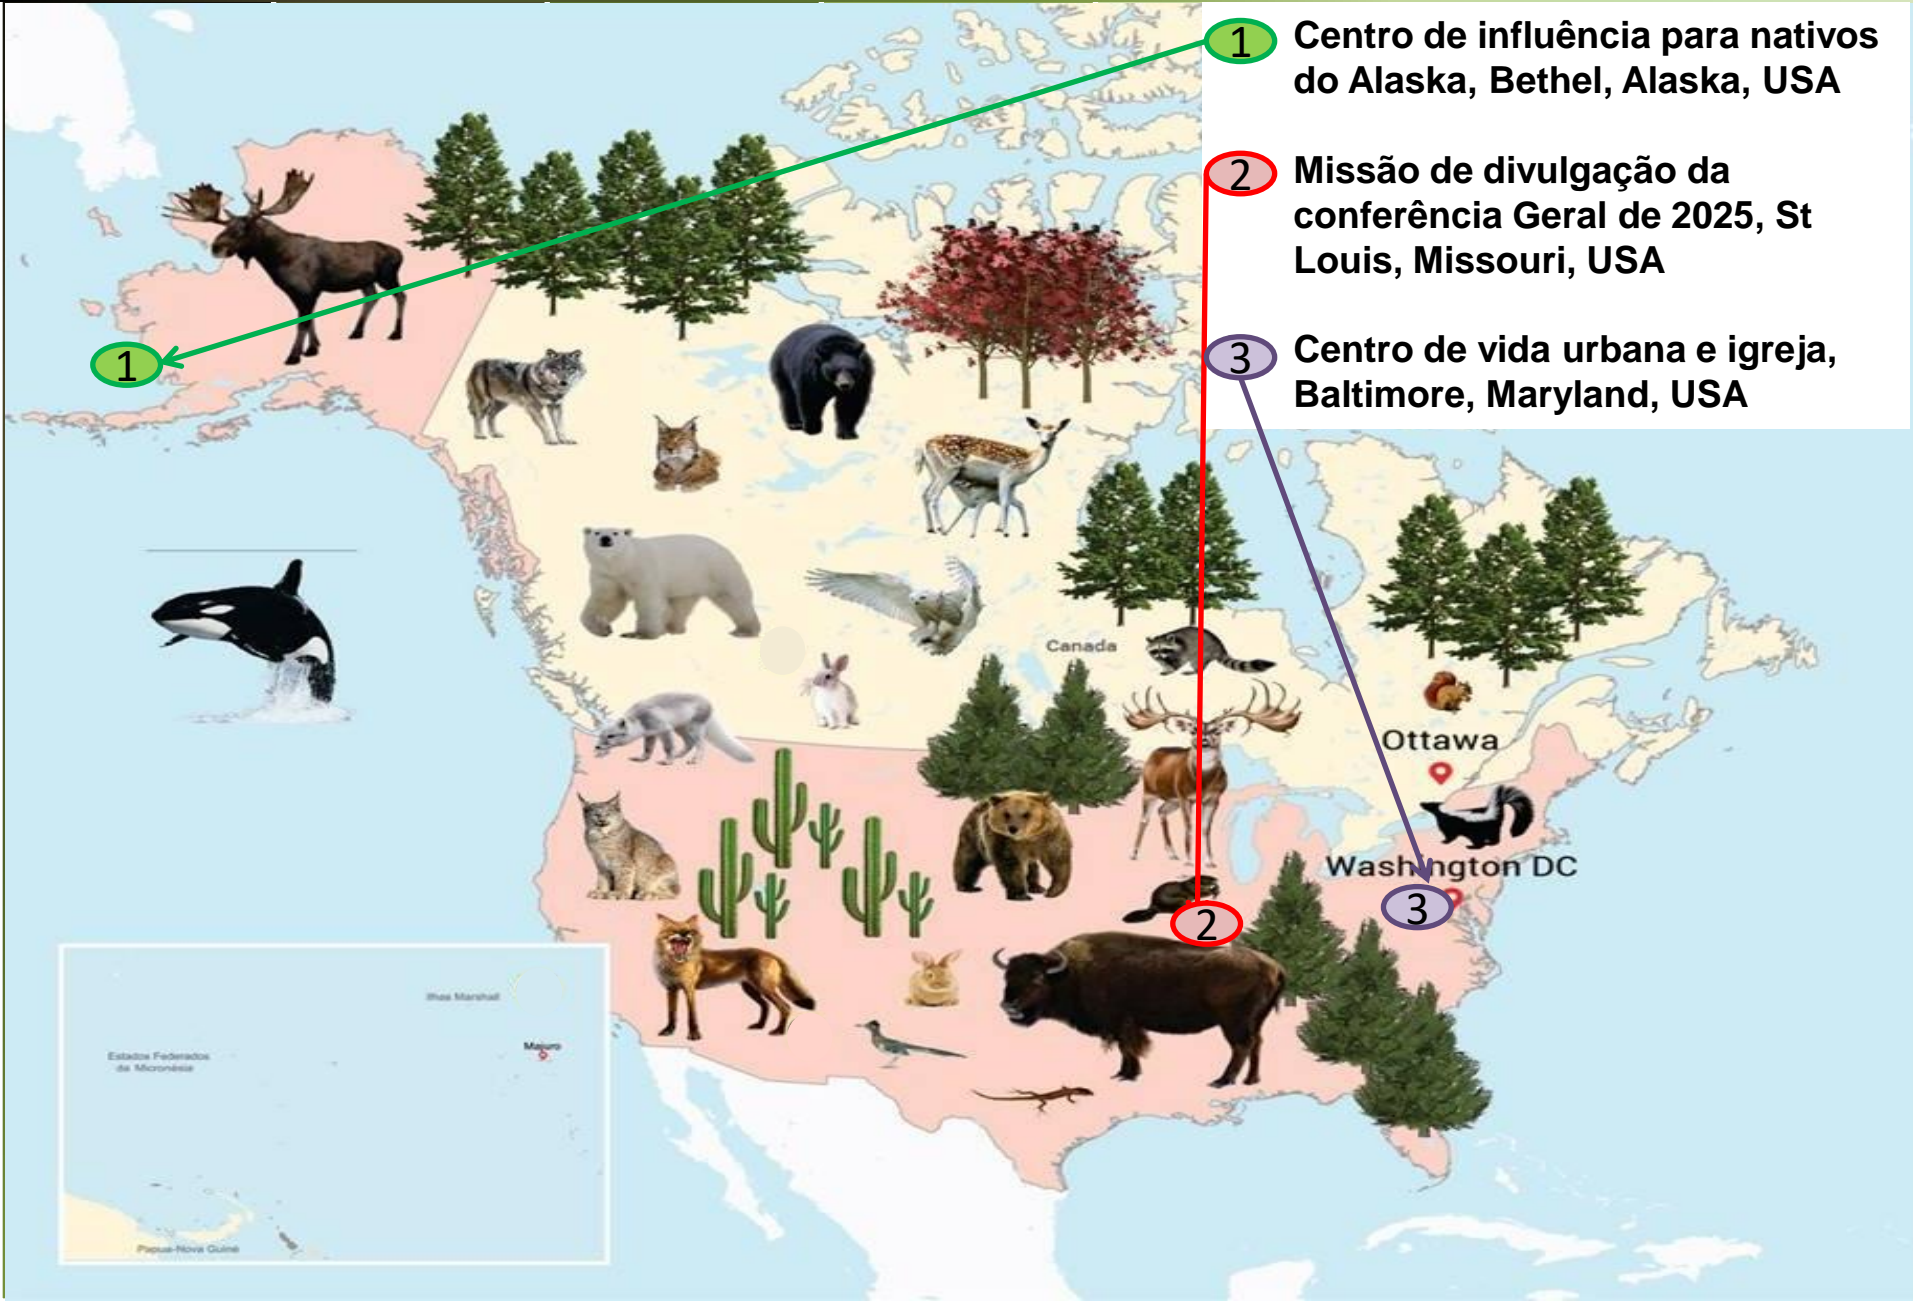 1 Centro de influência para nativos
do Alaska, Bethel, Alaska, USA
2 Missão de divulgação da
conferência Geral de 2025, St
Louis, Missouri, USA
3 Centro de vida urbana e igreja,
Baltimore, Maryland, USA
1
Canada
Ottawa
Washington DC
3
2
Ilhas Marshall
Majuro
Estados Federados
da Micronésia
Papua-Nova Guiné